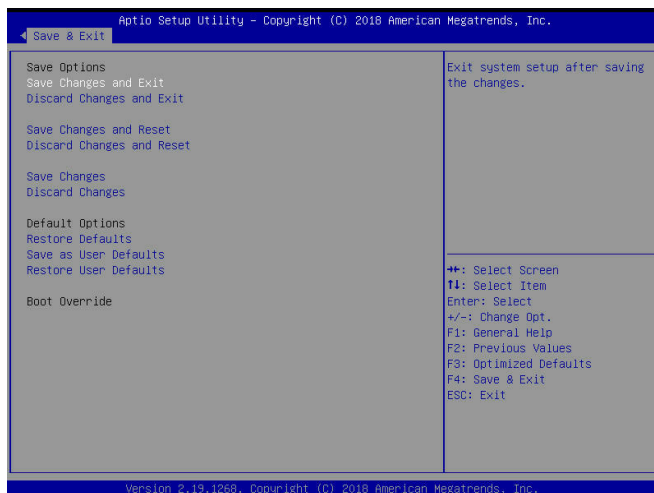 Aptio Setup Utility – Copyright (C) 2018 American Megatrends, Inc.
Save & Exit
Save Options
Save Changes and Exit
Discard Changes and Exit
Save Changes and Reset
Discard Changes and Reset
Save Changes
Discard Changes
Default Options
Restore Defaults
Save as User Defaults
Restore User Defaults
Boot Override
Exit system setup after saving
the changes.
→←: Select Screen
↑↓: Select Item
Enter: Select
+/-: Change Opt.
F1: General Help
F2: Previous Values
F3: Optimized Defaults
F4: Save & Exit
ESC: Exit
Version 2.19.1268. Copyright (C) 2018 American Megatrends, Inc.